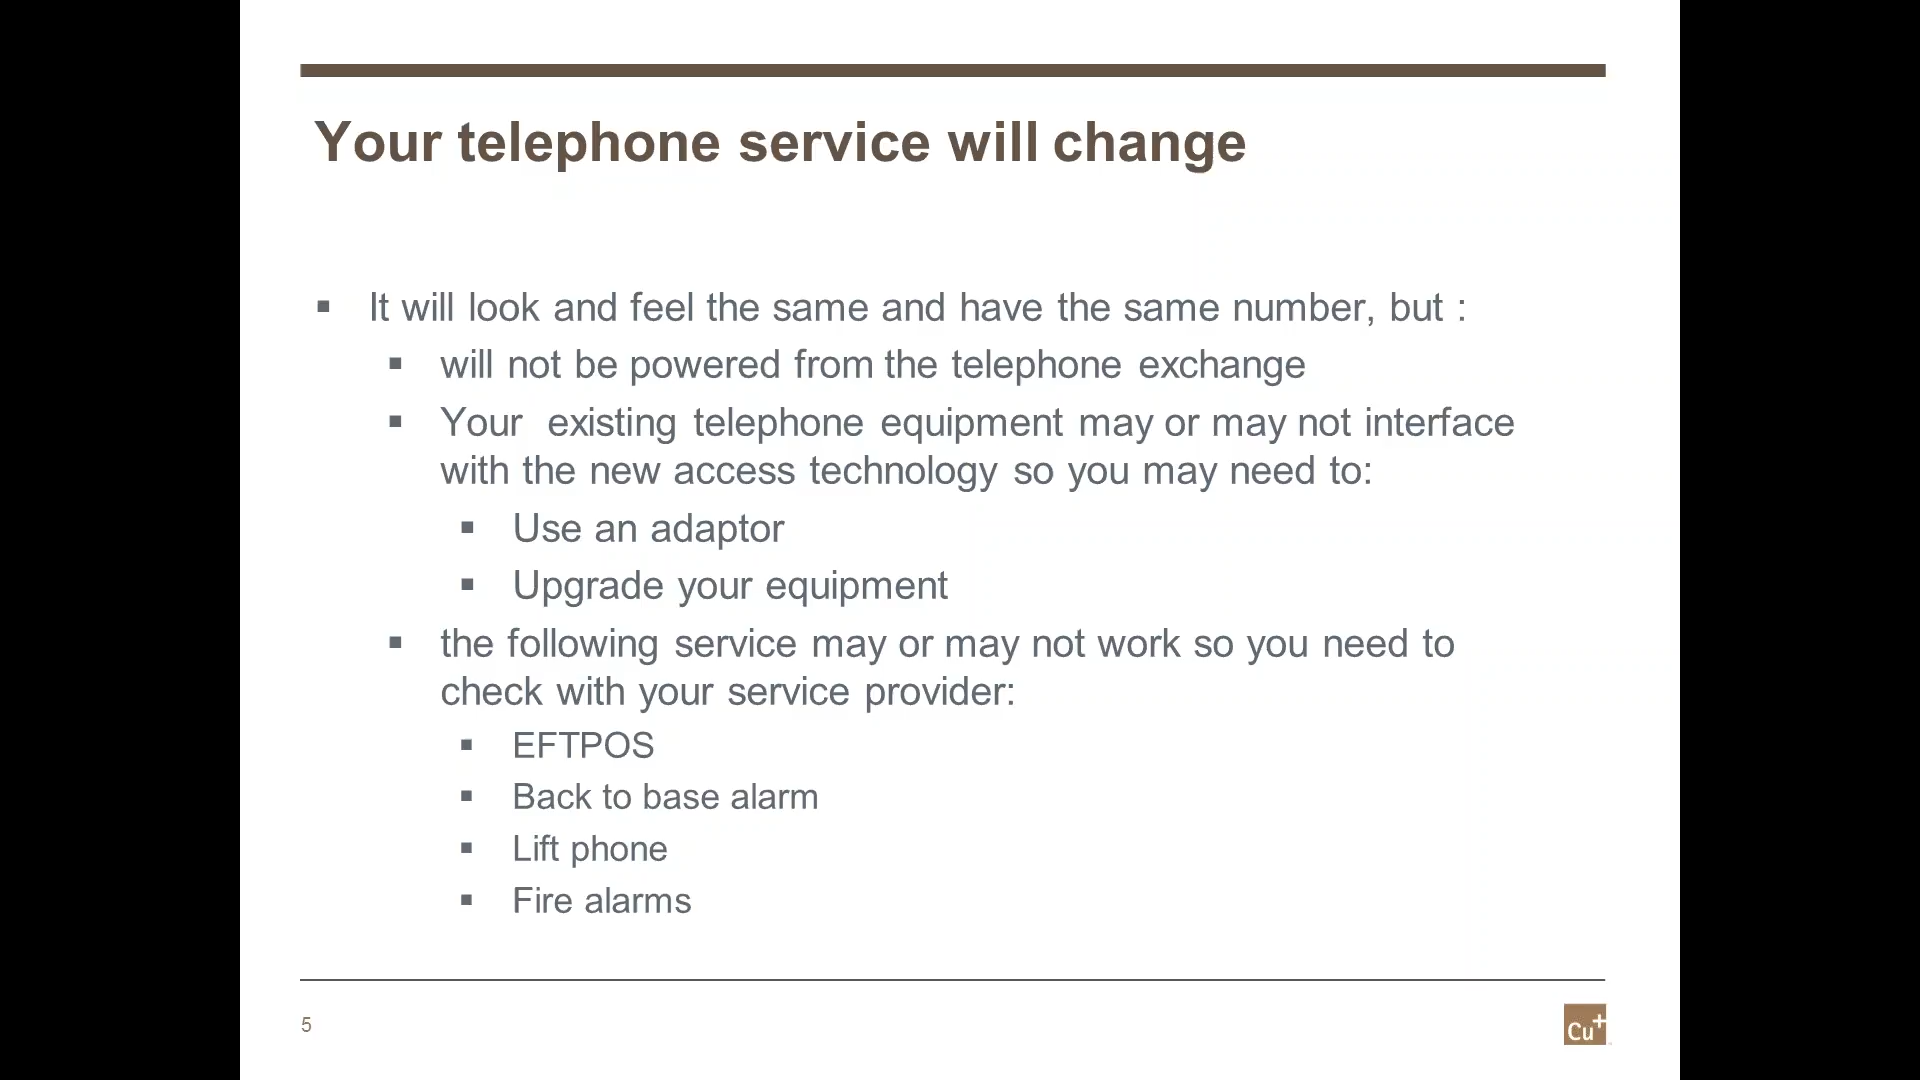 Your telephone service will change
It will look and feel the same and have the same number, but :
will not be powered from the telephone exchange
Your existing telephone equipment may or may not interface
with the new access technology so you may need to:
Use an adaptor
Upgrade your equipment
the following service may or may not work so you need to
check with your service provider:
EFTPOS
Back to base alarm
Lift phone
Fire alarms
5
Cu+